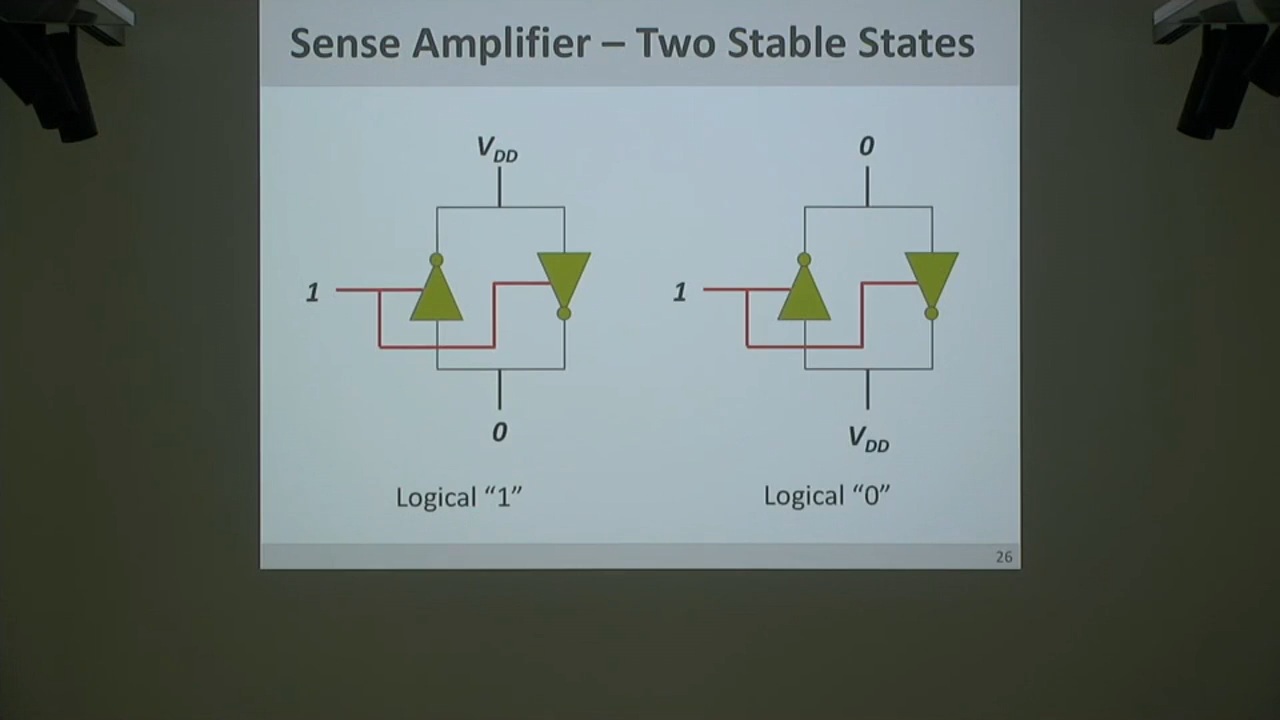 Sense Amplifier – Two Stable States
V_DD
0
1
1
0
V_DD
Logical “1”
Logical “0”
26